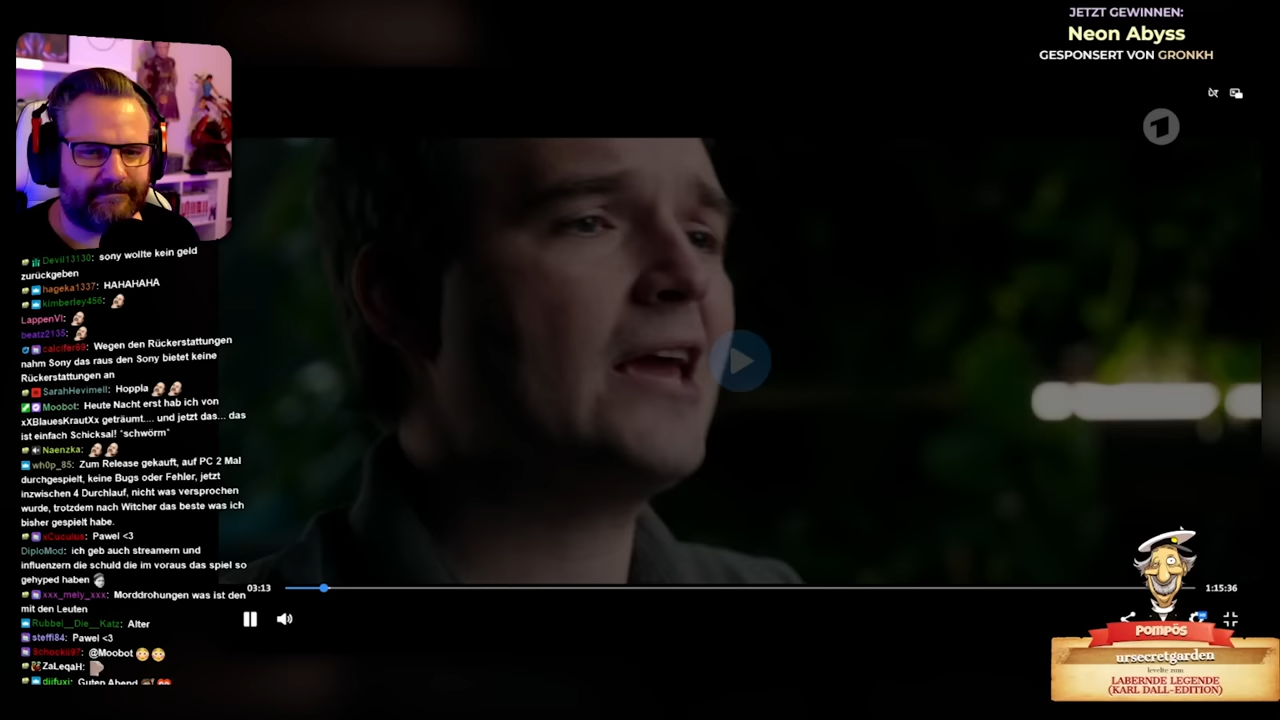 JETZT GEWINNEN:
Neon Abyss
GESPONSERT VON GRONKH
Devil13130: sony wollte kein geld
zurückgeben
hageka1337: HAHAHAHA
kimberley456:
LappenVI:
beatz2135:
calcifer69: Wegen den Rückerstattungen
nahm Sony das raus den Sony bietet keine
Rückerstattungen an
SarahHevimell: Hoppla
Moobot: Heute Nacht erst hab ich von
xXBlauesKrautXx geträumt.... und jetzt das... das
ist einfach Schicksal! *schwörm*
Naenzka:
wh0p_85: Zum Release gekauft, auf PC 2 Mal
durchgespielt, keine Bugs oder Fehler, jetzt
inzwischen 4 Durchlauf, nicht was versprochen
wurde, trotzdem nach Witcher das beste was ich
bisher gespielt habe.
xCuculus: Pawel <3
DiploMod: ich geb auch streamern und
influenzern die schuld die im voraus das spiel so
gehyped haben
xxx_mely_xxx: Morddrohungen was ist den
mit den Leuten
Rubbel__Die__Katz: Alter
steffi84: Pawel <3
Schockii97: @Moobot
ZaLeqaH:
diifuxi: Guten Abend
03:13
1:15:36
POMPÖS
ursecretgarden
levelte zum
LABERNDE LEGENDE
(KARL DALL-EDITION)